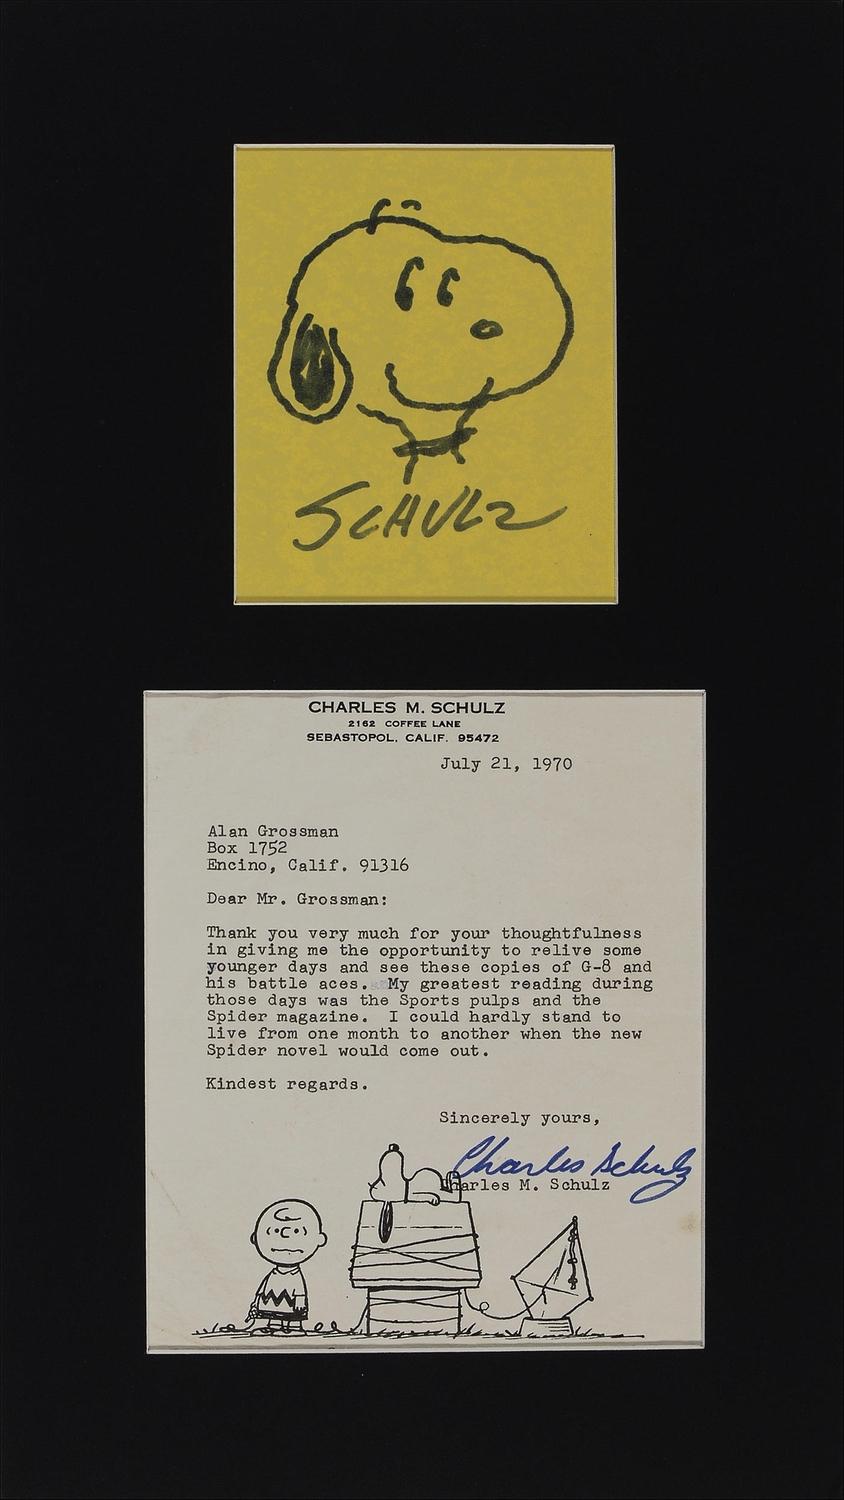 SCHULZ
CHARLES M. SCHULZ
2162 COFFEE LANE
SEBASTOPOL, CALIF. 95472
July 21, 1970
Alan Grossman
Box 1752
Encino, Calif. 91316
Dear Mr. Grossman:
Thank you very much for your thoughtfulness
in giving me the opportunity to relive some
younger days and see these copies of G-8 and
his battle aces. My greatest reading during
those days was the Sports pulps and the
Spider magazine. I could hardly stand to
live from one month to another when the new
Spider novel would come out.
Kindest regards.
Sincerely yours,
Charles Schulz
Charles M. Schulz